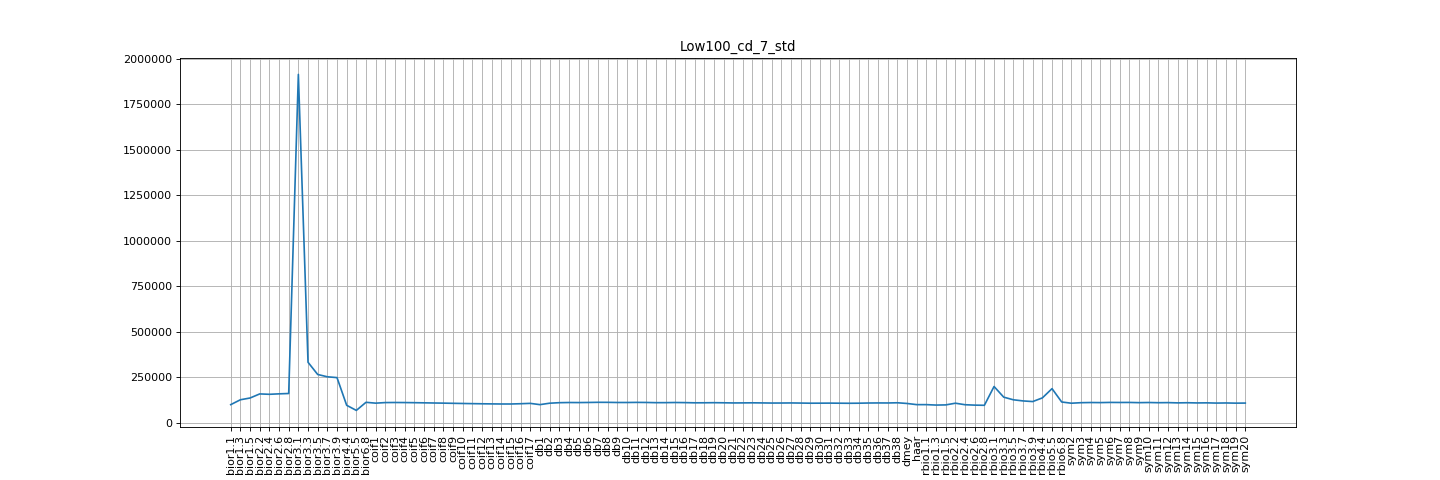 Low100_cd_7_std
2000000
1750000
1500000
1250000
1000000
750000
500000
250000
0
bior1.1
bior1.3
bior1.5
bior2.2
bior2.4
bior2.6
bior2.8
bior3.1
bior3.3
bior3.5
bior3.7
bior3.9
bior4.4
bior5.5
bior6.8
coif1
coif2
coif3
coif4
coif5
coif6
coif7
coif8
coif9
coif10
coif11
coif12
coif13
coif14
coif15
coif16
coif17
db1
db2
db3
db4
db5
db6
db7
db8
db9
db10
db11
db12
db13
db14
db15
db16
db17
db18
db19
db20
db21
db22
db23
db24
db25
db26
db27
db28
db29
db30
db31
db32
db33
db34
db35
db36
db37
db38
dmey
haar
rbio1.1
rbio1.3
rbio1.5
rbio2.2
rbio2.4
rbio2.6
rbio2.8
rbio3.1
rbio3.3
rbio3.5
rbio3.7
rbio3.9
rbio4.4
rbio5.5
rbio6.8
sym2
sym3
sym4
sym5
sym6
sym7
sym8
sym9
sym10
sym11
sym12
sym13
sym14
sym15
sym16
sym17
sym18
sym19
sym20